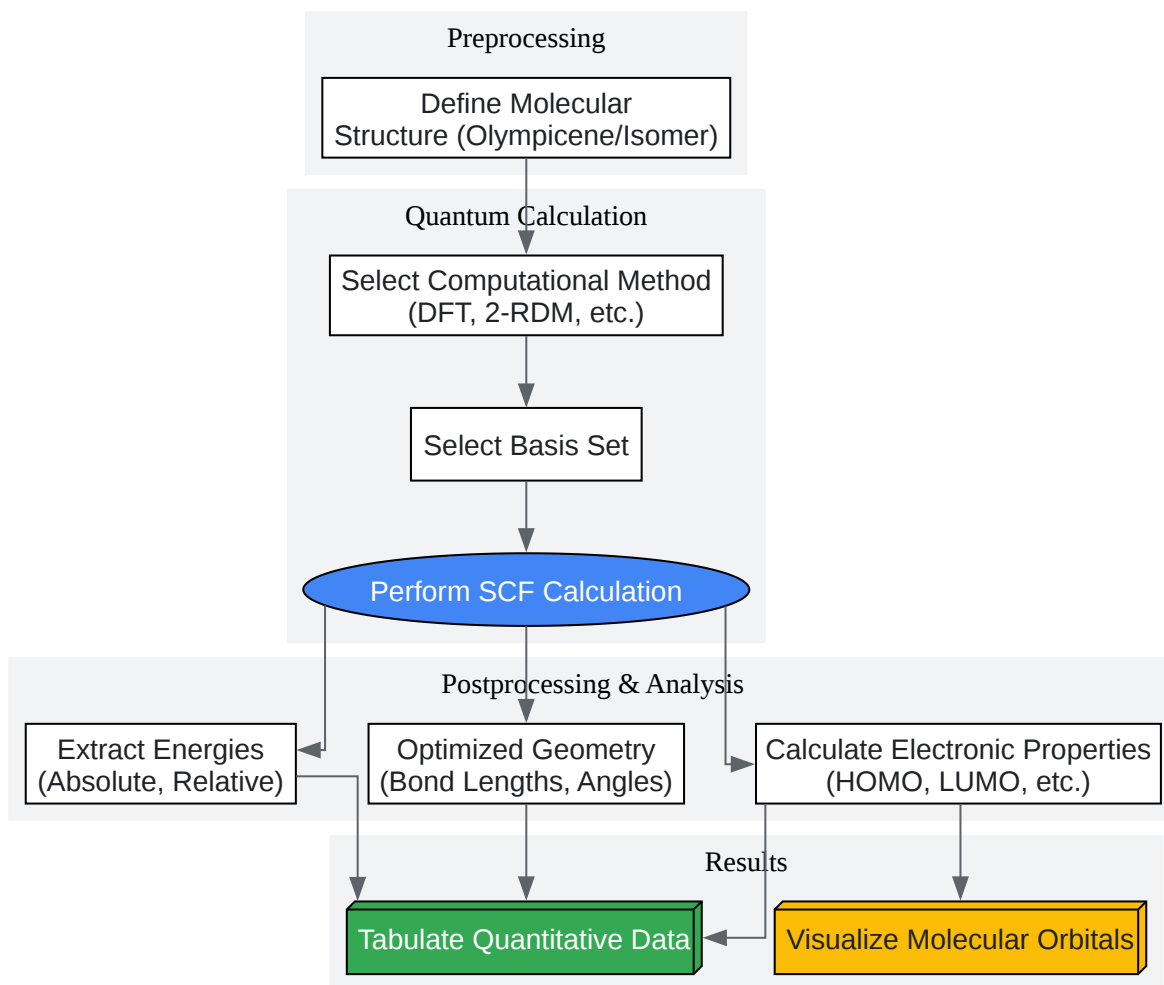 Preprocessing
Define Molecular
Structure (Olympicene/Isomer)
Quantum Calculation
Select Computational Method
(DFT, 2-RDM, etc.)
Select Basis Set
Perform SCF Calculation
Postprocessing & Analysis
Extract Energies
(Absolute, Relative)
Optimized Geometry
(Bond Lengths, Angles)
Calculate Electronic Properties
(HOMO, LUMO, etc.)
Results
Tabulate Quantitative Data
Visualize Molecular Orbitals